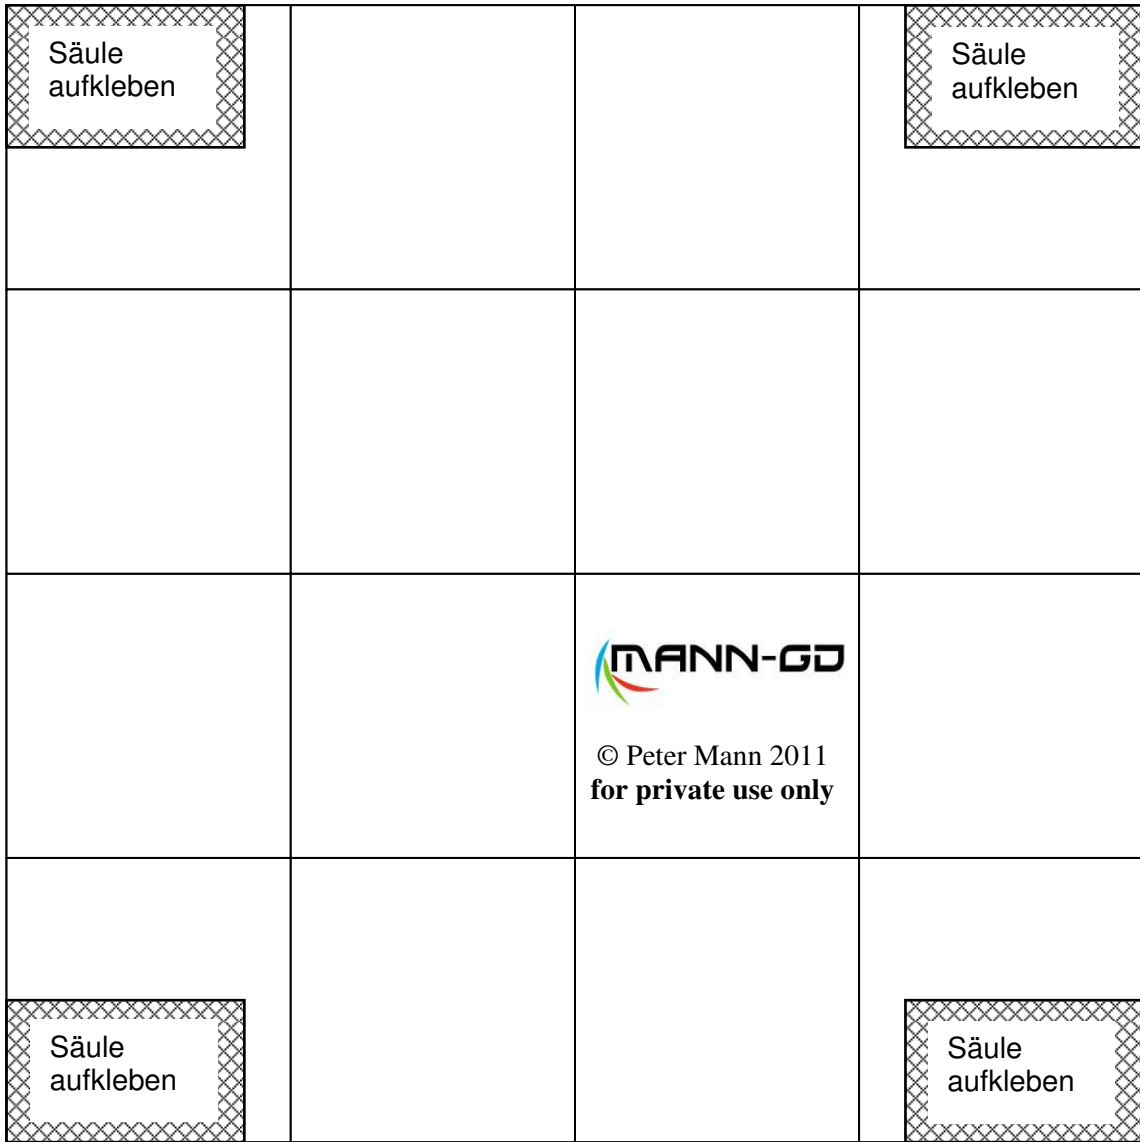 Säule
aufkleben
Säule
aufkleben
MANN-GD
© Peter Mann 2011
for private use only
Säule
aufkleben
Säule
aufkleben